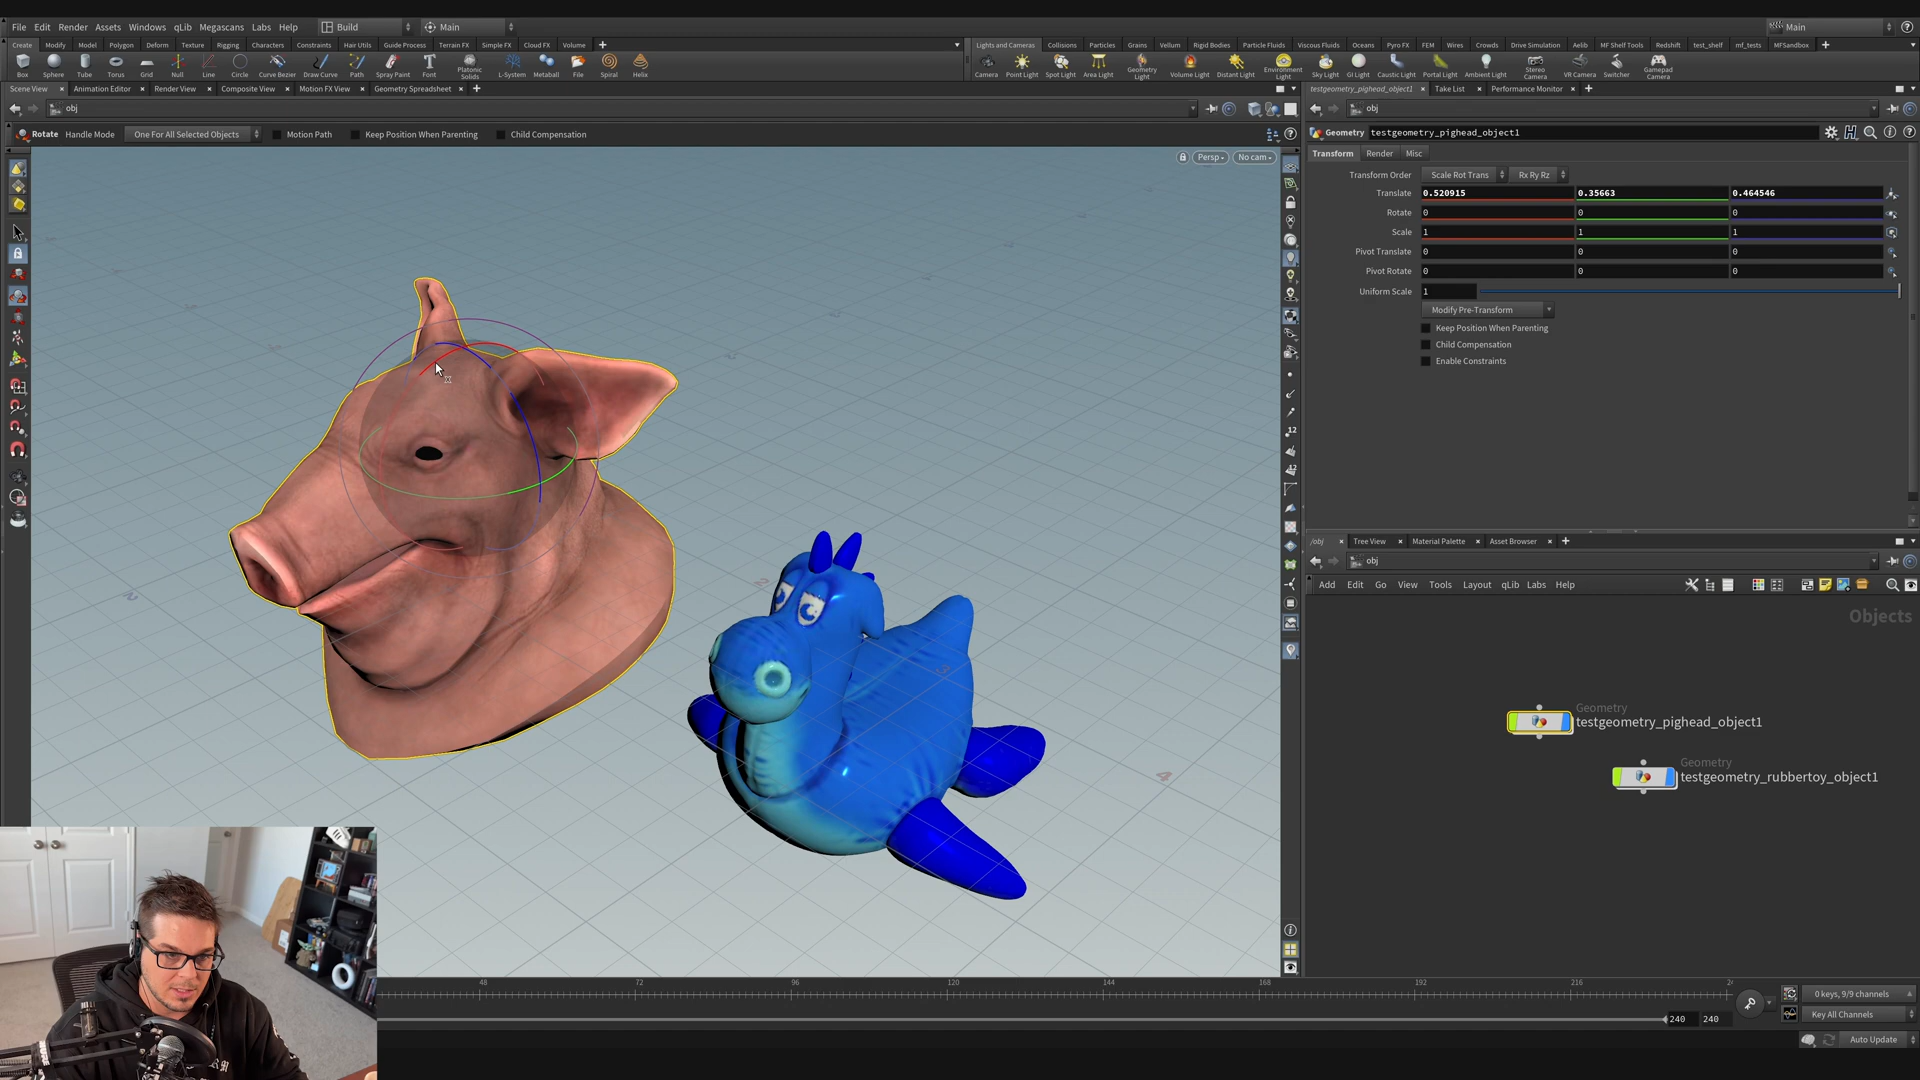 File Edit Render Assets Windows qLib Megascans Labs Help Build Main Main
Create Modify Model Polygon Deform Texture Rigging Characters Constraints Hair Utils Guide Process Terrain FX Simple FX Cloud FX Volume
Lights and Cameras Collisions Particles Grains Vellum Rigid Bodies Particle Fluids Viscous Fluids Oceans Pyro FX FEM Wires Crowds Drive Simulation Aelib MF Shelf Tools Redshift test_shelf mf_tests MFSandbox
Box Sphere Tube Torus Grid Null Line Circle Curve Bezier Draw Curve Path Spray Paint Font Platonic Solids L-System Metaball File Spiral Helix
Camera Point Light Spot Light Area Light Geometry Light Volume Light Distant Light Environment Light Sky Light GI Light Caustic Light Portal Light Ambient Light Stereo Camera VR Camera Switcher Gamepad Camera
Scene View Animation Editor Render View Composite View Motion FX View Geometry Spreadsheet
testgeometry_pighead_object1 Take List Performance Monitor
obj
obj
Rotate Handle Mode One For All Selected Objects Motion Path Keep Position When Parenting Child Compensation
Geometry testgeometry_pighead_object1
Persp No cam
Transform Render Misc
Transform Order Scale Rot Trans Rx Ry Rz
Translate 0.520915 0.35663 0.464546
Rotate 0 0 0
Scale 1 1 1
Pivot Translate 0 0 0
Pivot Rotate 0 0 0
Uniform Scale 1
Modify Pre-Transform
Keep Position When Parenting
Child Compensation
Enable Constraints
/obj Tree View Material Palette Asset Browser
obj
Add Edit Go View Tools Layout qLib Labs Help
Objects
Geometry
testgeometry_pighead_object1
Geometry
testgeometry_rubbertoy_object1
2
2
3
4
12
12
48 72 96 120 144 168 192 216
0 keys, 9/9 channels
240 240
Key All Channels
Auto Update